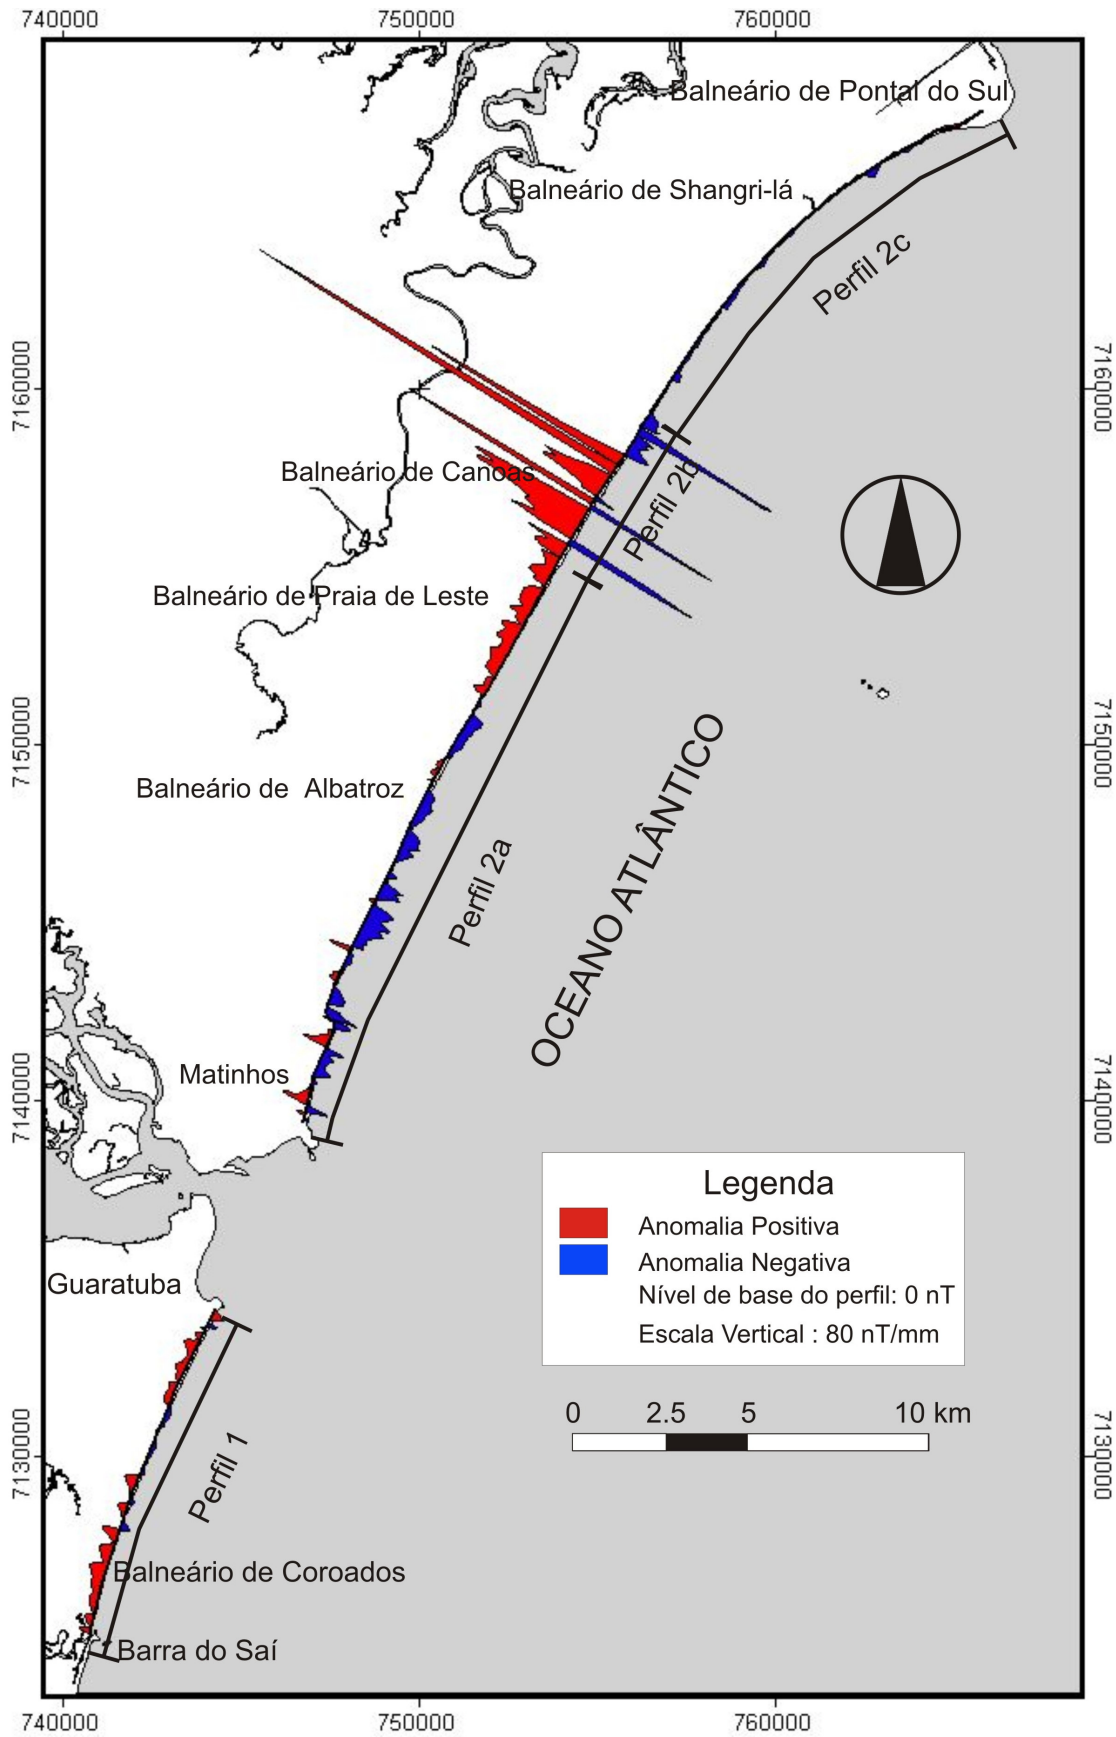 740000
750000
760000
Balneário de Pontal do Sul
Balneário de Shangri-lá
Perfil 2c
7160000
7160000
Balneário de Canoas
Perfil 2b
Balneário de Praia de Leste
7150000
7150000
OCEANO ATLÂNTICO
Balneário de Albatroz
Perfil 2a
Matinhos
7140000
7140000
Legenda
Anomalia Positiva
Anomalia Negativa
Nível de base do perfil: 0 nT
Escala Vertical : 80 nT/mm
Guaratuba
0 2.5 5 10 km
7130000
7130000
Perfil 1
Balneário de Coroados
Barra do Saí
740000
750000
760000